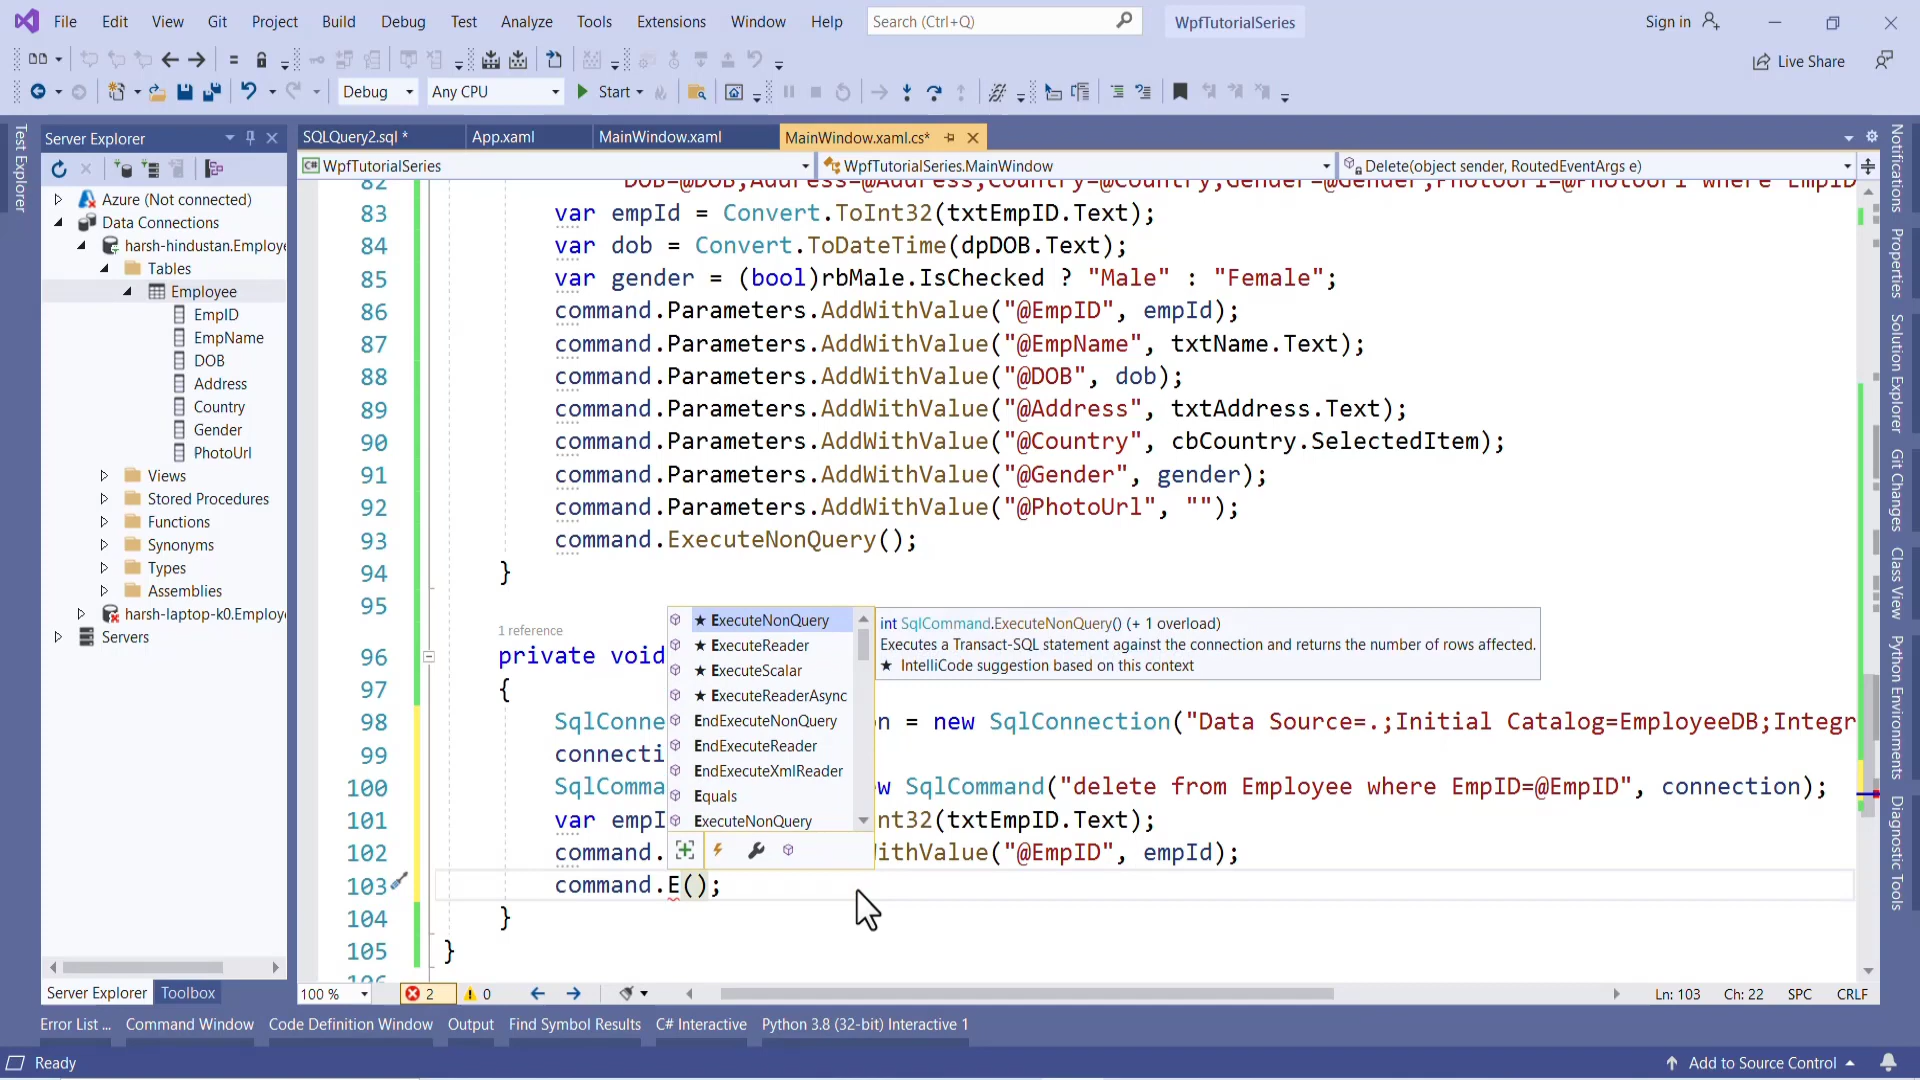 File Edit View Git Project Build Debug Test Analyze Tools Extensions Window Help Search (Ctrl+Q) WpfTutorialSeries Sign in
Live Share
Debug Any CPU Start
Test Explorer
Server Explorer
Azure (Not connected)
Data Connections
harsh-hindustan.Employe
Tables
Employee
EmpID
EmpName
DOB
Address
Country
Gender
PhotoUrl
Views
Stored Procedures
Functions
Synonyms
Types
Assemblies
harsh-laptop-k0.Employ
Servers
Server Explorer Toolbox
SQLQuery2.sql * App.xaml MainWindow.xaml MainWindow.xaml.cs*
C# WpfTutorialSeries WpfTutorialSeries.MainWindow Delete(object sender, RoutedEventArgs e)
82 DOB=@DOB,Address=@Address,Country=@Country,Gender=@Gender,PhotoUrl=@PhotoUrl where EmpID
83 var empId = Convert.ToInt32(txtEmpID.Text);
84 var dob = Convert.ToDateTime(dpDOB.Text);
85 var gender = (bool)rbMale.IsChecked ? "Male" : "Female";
86 command.Parameters.AddWithValue("@EmpID", empId);
87 command.Parameters.AddWithValue("@EmpName", txtName.Text);
88 command.Parameters.AddWithValue("@DOB", dob);
89 command.Parameters.AddWithValue("@Address", txtAddress.Text);
90 command.Parameters.AddWithValue("@Country", cbCountry.SelectedItem);
91 command.Parameters.AddWithValue("@Gender", gender);
92 command.Parameters.AddWithValue("@PhotoUrl", "");
93 command.ExecuteNonQuery();
94 }
95
1 reference
96 private void
97 {
98 SqlConne n = new SqlConnection("Data Source=.;Initial Catalog=EmployeeDB;Integr
99 connecti
100 SqlComma w SqlCommand("delete from Employee where EmpID=@EmpID", connection);
101 var empI nt32(txtEmpID.Text);
102 command. ithValue("@EmpID", empId);
103 command.E();
104 }
105 }
ExecuteNonQuery
ExecuteReader
ExecuteScalar
ExecuteReaderAsync
EndExecuteNonQuery
EndExecuteReader
EndExecuteXmlReader
Equals
ExecuteNonQuery
int SqlCommand.ExecuteNonQuery() (+ 1 overload)
Executes a Transact-SQL statement against the connection and returns the number of rows affected.
★ IntelliCode suggestion based on this context
100 % 2 0 Ln: 103 Ch: 22 SPC CRLF
Notifications
Properties
Solution Explorer
Git Changes
Class View
Python Environments
Diagnostic Tools
Error List ... Command Window Code Definition Window Output Find Symbol Results C# Interactive Python 3.8 (32-bit) Interactive 1
Ready Add to Source Control